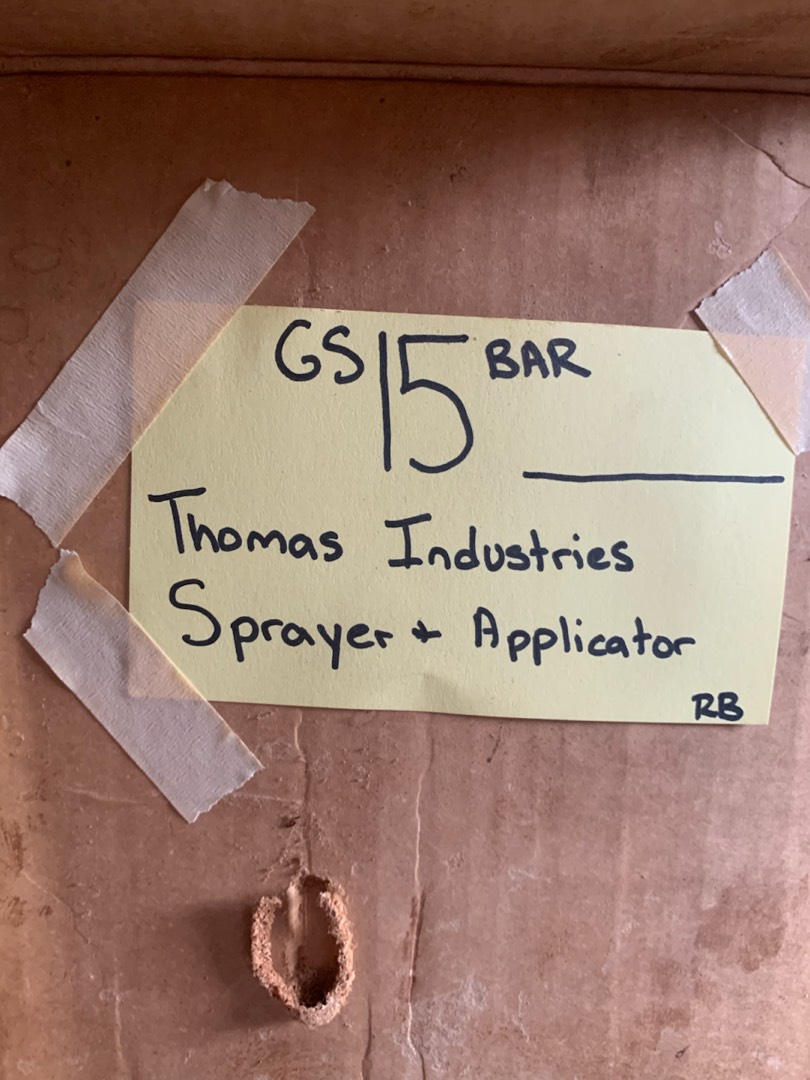 GS 15 BAR
Thomas Industries
Sprayer + Applicator
RB